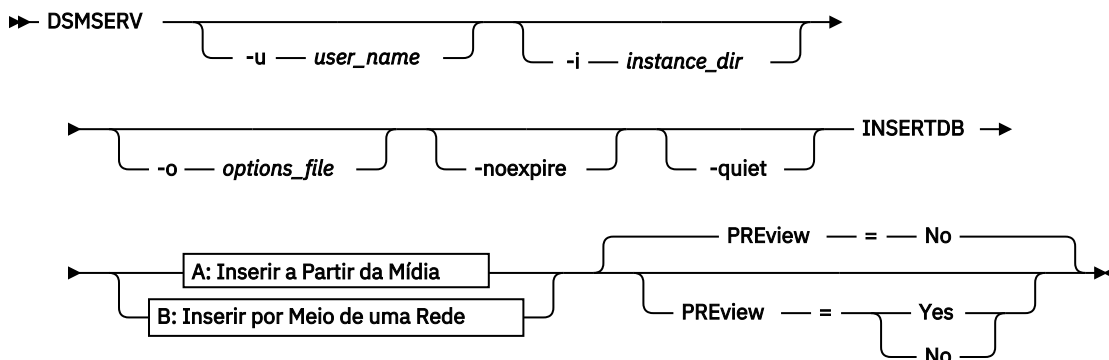 DSMSERV
-u user_name
-i instance_dir
-o options_file
-noexpire
-quiet
INSERTDB
A: Inserir a Partir da Mídia
B: Inserir por Meio de uma Rede
PREview = No
PREview = Yes
No